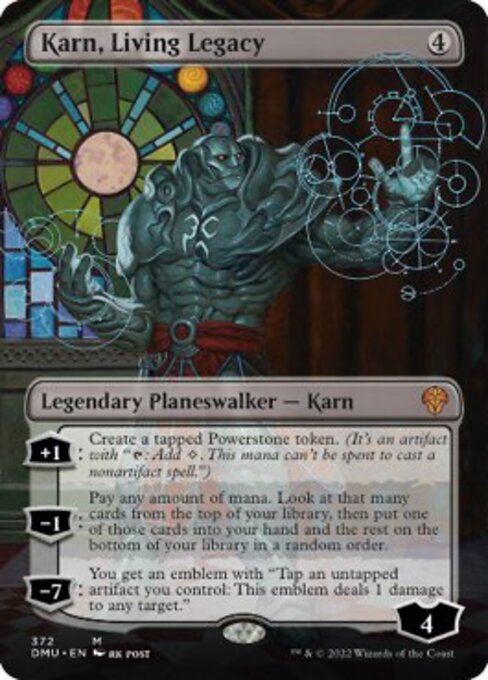 Karn, Living Legacy 4
Legendary Planeswalker — Karn
+1 : Create a tapped Powerstone token. (It's an artifact
with "T: Add C. This mana can't be spent to cast a
nonartifact spell.")
−1 : Pay any amount of mana. Look at that many
cards from the top of your library, then put one
of those cards into your hand and the rest on the
bottom of your library in a random order.
−7 : You get an emblem with "Tap an untapped
artifact you control: This emblem deals 1 damage
to any target."
4
372 M
DMU • EN RK POST
™ & © 2022 Wizards of the Coast